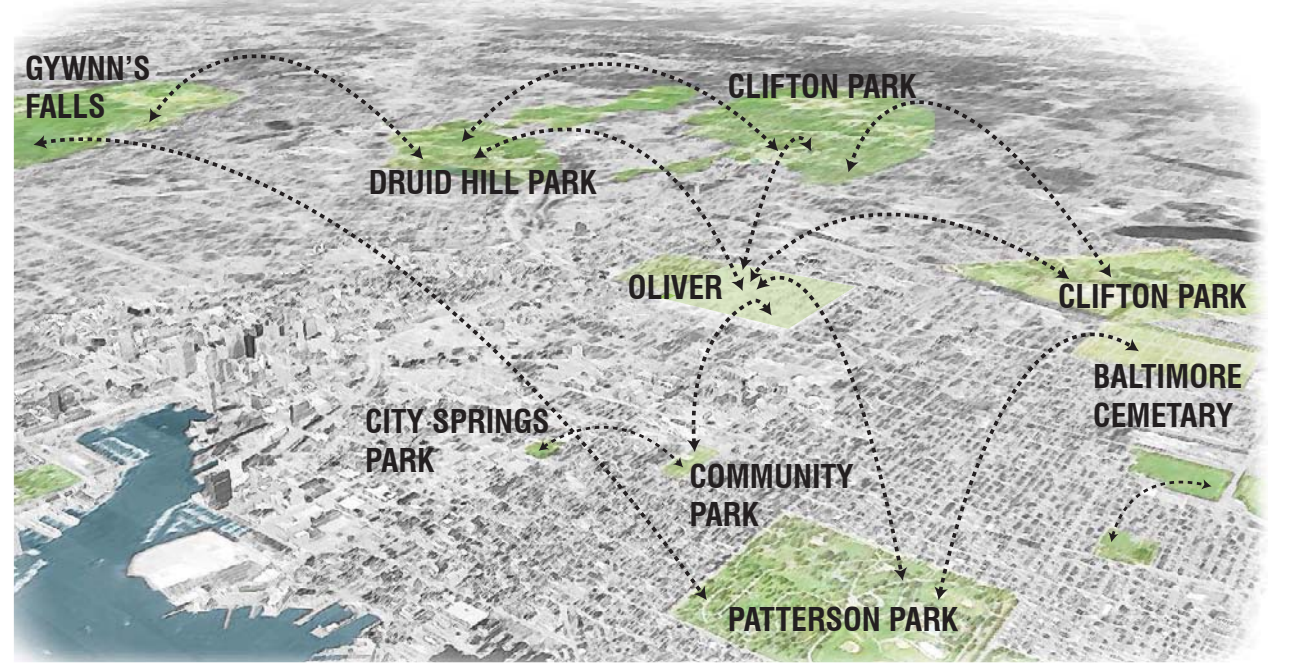 GYWNN'S
FALLS
CLIFTON PARK
DRUID HILL PARK
OLIVER
CLIFTON PARK
BALTIMORE
CEMETARY
CITY SPRINGS
PARK
COMMUNITY
PARK
PATTERSON PARK